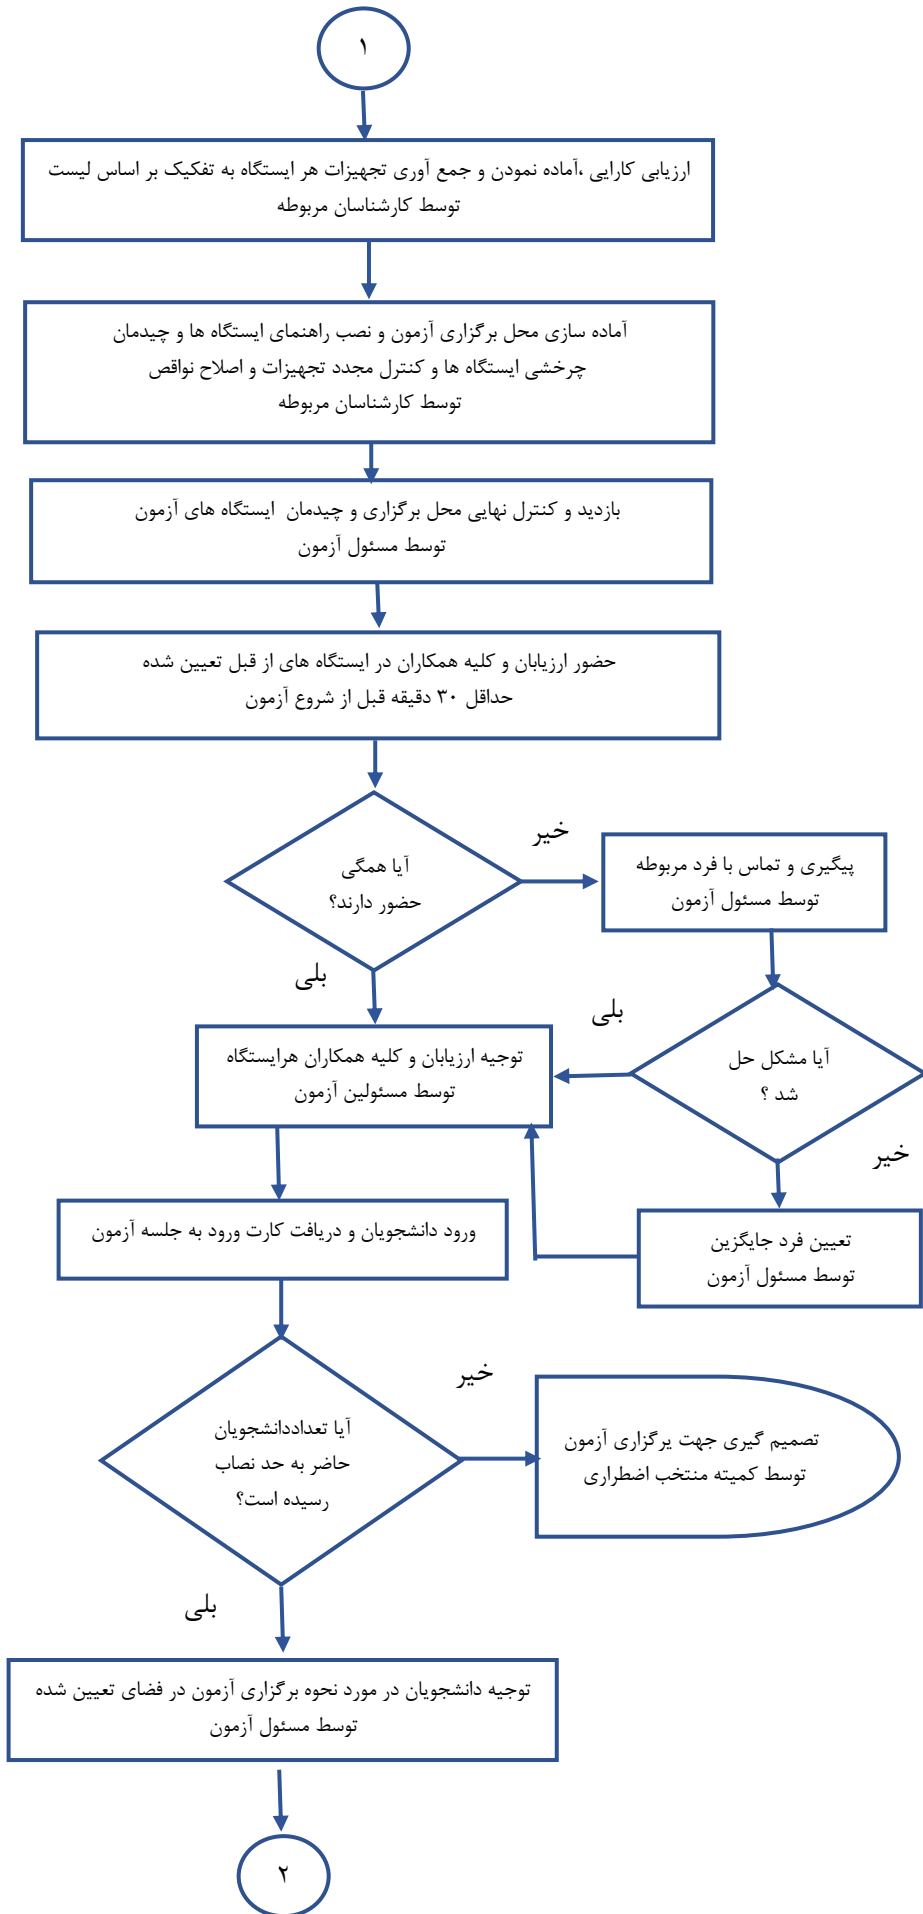 ۱
ارزیابی کارایی ،آماده نمودن و جمع آوری تجهیزات هر ایستگاه به تفکیک بر اساس لیست
توسط کارشناسان مربوطه
آماده سازی محل برگزاری آزمون و نصب راهنمای ایستگاه ها و چیدمان
چرخشی ایستگاه ها و کنترل مجدد تجهیزات و اصلاح نواقص
توسط کارشناسان مربوطه
بازدید و کنترل نهایی محل برگزاری و چیدمان ایستگاه های آزمون
توسط مسئول آزمون
حضور ارزیابان و کلیه همکاران در ایستگاه های از قبل تعیین شده
حداقل ۳۰ دقیقه قبل از شروع آزمون
آیا همگی
حضور دارند؟
خیر
پیگیری و تماس با فرد مربوطه
توسط مسئول آزمون
بلی
بلی
آیا مشکل حل
شد ؟
توجیه ارزیابان و کلیه همکاران هرایستگاه
توسط مسئولین آزمون
خیر
تعیین فرد جایگزین
توسط مسئول آزمون
ورود دانشجویان و دریافت کارت ورود به جلسه آزمون
آیا تعداددانشجویان
حاضر به حد نصاب
رسیده است؟
خیر
تصمیم گیری جهت یرگزاری آزمون
توسط کمیته منتخب اضطراری
بلی
توجیه دانشجویان در مورد نحوه برگزاری آزمون در فضای تعیین شده
توسط مسئول آزمون
۲